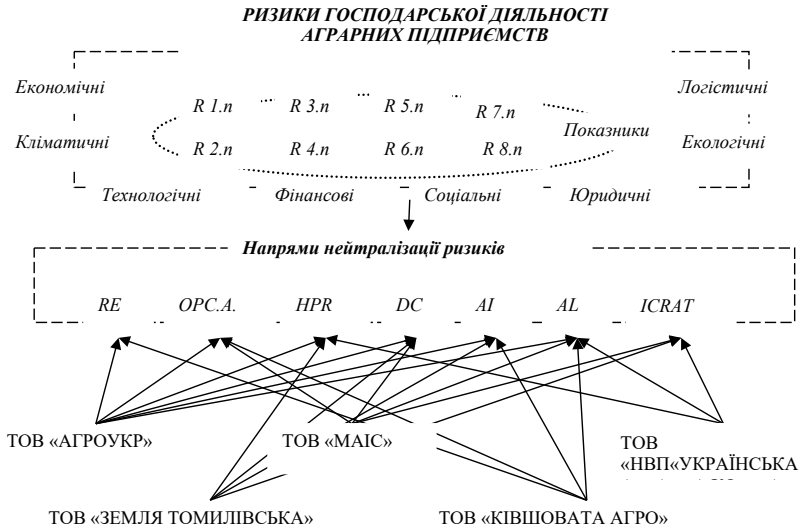 РИЗИКИ ГОСПОДАРСЬКОЇ ДІЯЛЬНОСТІ
АГРАРНИХ ПІДПРИЄМСТВ
Економічні
Логістичні
R 1.n R 3.n R 5.n R 7.n
Показники
Кліматичні
Екологічні
R 2.n R 4.n R 6.n R 8.n
Технологічні Фінансові Соціальні Юридичні
Напрями нейтралізації ризиків
RE OPC.A. HPR DC AI AL ICRAT
ТОВ «АГРОУКР» ТОВ «МАІС» ТОВ
«НВП«УКРАЇНСЬКА
ТОВ «ЗЕМЛЯ ТОМИЛІВСЬКА» ТОВ «КІВШОВАТА АГРО»